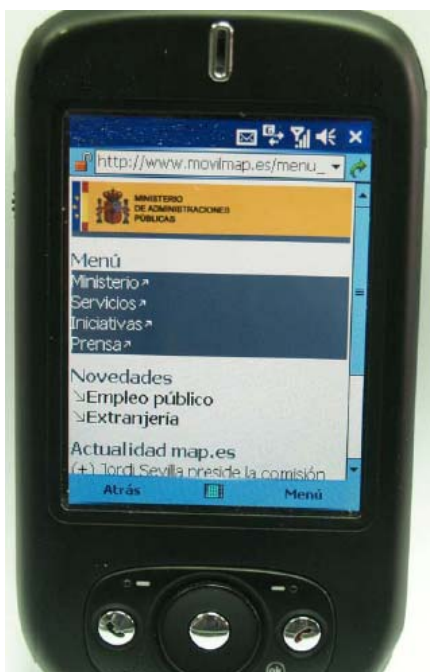 http://www.movilmap.es/menu_
MINISTERIO
DE ADMINISTRACIONES
PÚBLICAS
Menú
Ministerio
Servicios
Iniciativas
Prensa
Novedades
Empleo público
Extranjería
Actualidad map.es
(+) Jordi Sevilla preside la comisión
Atrás Menú
ok